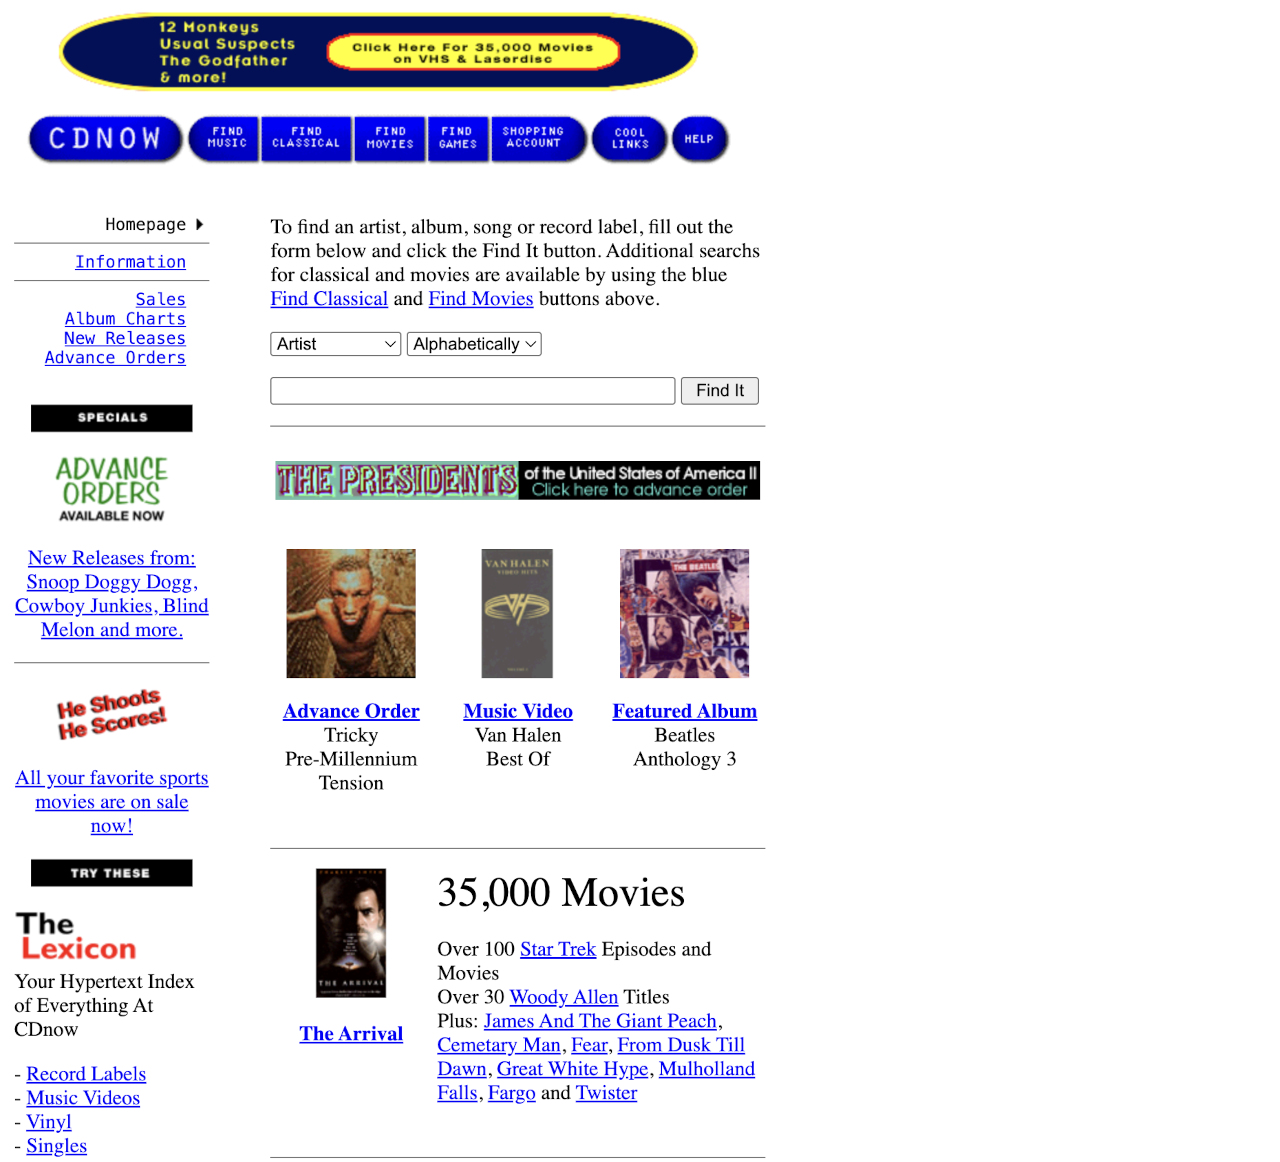 12 Monkeys
Usual Suspects
The Godfather
& more!
Click Here For 35,000 Movies
on VHS & Laserdisc
CDNOW
FIND
MUSIC
FIND
CLASSICAL
FIND
MOVIES
FIND
GAMES
SHOPPING
ACCOUNT
COOL
LINKS
HELP
Homepage
Information
Sales
Album Charts
New Releases
Advance Orders
SPECIALS
ADVANCE
ORDERS
AVAILABLE NOW
New Releases from:
Snoop Doggy Dogg,
Cowboy Junkies, Blind
Melon and more.
He Shoots
He Scores!
All your favorite sports
movies are on sale
now!
TRY THESE
The
Lexicon
Your Hypertext Index
of Everything At
CDnow
- Record Labels
- Music Videos
- Vinyl
- Singles
To find an artist, album, song or record label, fill out the
form below and click the Find It button. Additional searchs
for classical and movies are available by using the blue
Find Classical and Find Movies buttons above.
Artist Alphabetically
Find It
THE PRESIDENTS of the United States of America II
Click here to advance order
VAN HALEN
VIDEO HITS
VOLUME 1
THE BEATLES
Advance Order
Tricky
Pre-Millennium
Tension
Music Video
Van Halen
Best Of
Featured Album
Beatles
Anthology 3
CHARLIE SHEEN
THE ARRIVAL
The Arrival
35,000 Movies
Over 100 Star Trek Episodes and
Movies
Over 30 Woody Allen Titles
Plus: James And The Giant Peach,
Cemetary Man, Fear, From Dusk Till
Dawn, Great White Hype, Mulholland
Falls, Fargo and Twister